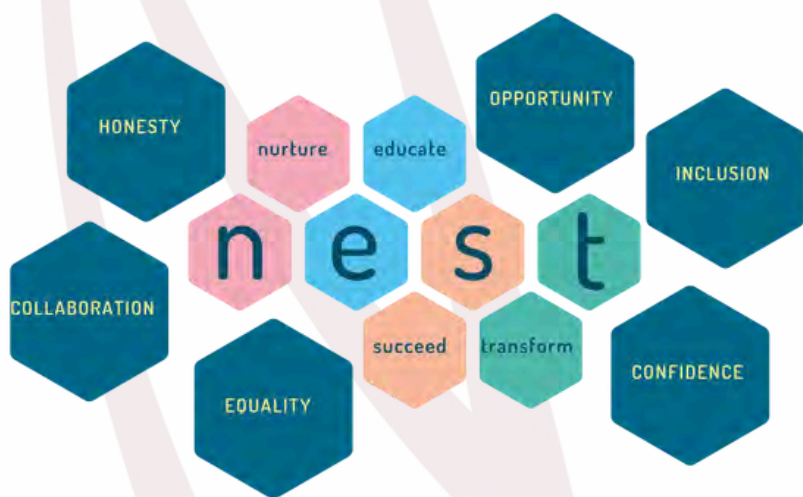 OPPORTUNITY
HONESTY
nurture
educate
INCLUSION
n e s t
COLLABORATION
succeed
transform
CONFIDENCE
EQUALITY